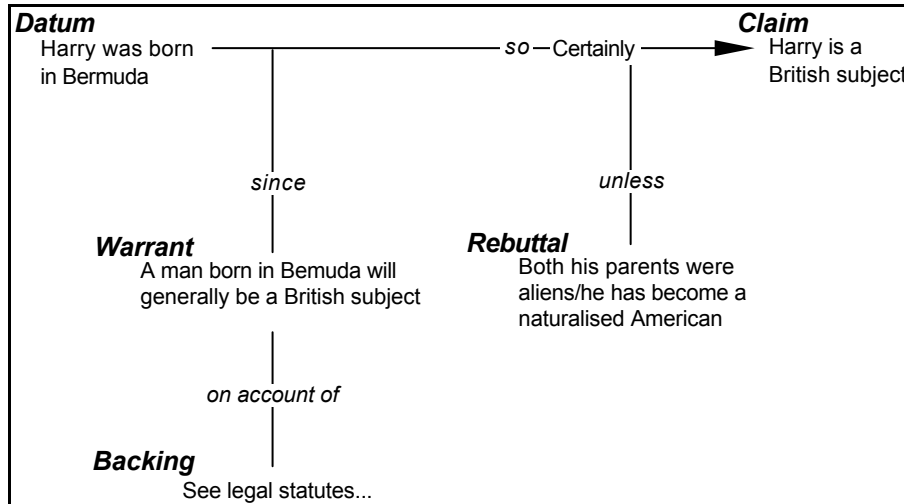 Datum
Harry was born
in Bermuda
so
Certainly
Claim
Harry is a
British subject
since
unless
Warrant
A man born in Bemuda will
generally be a British subject
Rebuttal
Both his parents were
aliens/he has become a
naturalised American
on account of
Backing
See legal statutes...